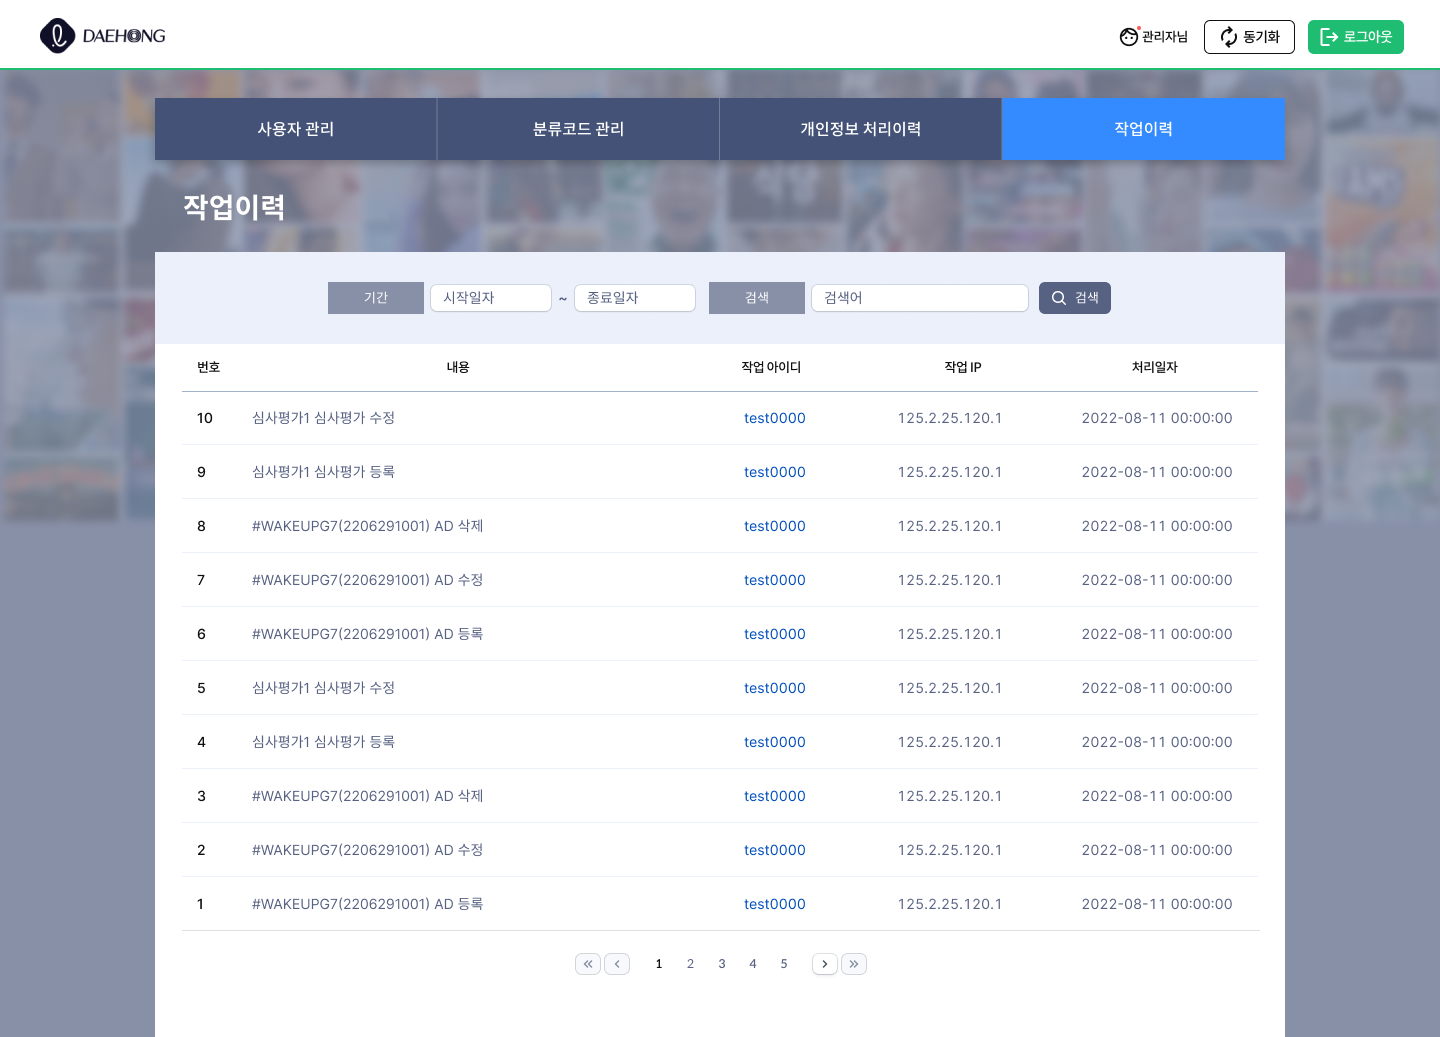 DAEHONG
관리자님
동기화
로그아웃
사용자 관리
분류코드 관리
개인정보 처리이력
작업이력
작업이력
기간 시작일자 ~ 종료일자 검색 검색어 검색
번호 내용 작업 아이디 작업 IP 처리일자
10 심사평가1 심사평가 수정 test0000 125.2.25.120.1 2022-08-11 00:00:00
9 심사평가1 심사평가 등록 test0000 125.2.25.120.1 2022-08-11 00:00:00
8 #WAKEUPG7(2206291001) AD 삭제 test0000 125.2.25.120.1 2022-08-11 00:00:00
7 #WAKEUPG7(2206291001) AD 수정 test0000 125.2.25.120.1 2022-08-11 00:00:00
6 #WAKEUPG7(2206291001) AD 등록 test0000 125.2.25.120.1 2022-08-11 00:00:00
5 심사평가1 심사평가 수정 test0000 125.2.25.120.1 2022-08-11 00:00:00
4 심사평가1 심사평가 등록 test0000 125.2.25.120.1 2022-08-11 00:00:00
3 #WAKEUPG7(2206291001) AD 삭제 test0000 125.2.25.120.1 2022-08-11 00:00:00
2 #WAKEUPG7(2206291001) AD 수정 test0000 125.2.25.120.1 2022-08-11 00:00:00
1 #WAKEUPG7(2206291001) AD 등록 test0000 125.2.25.120.1 2022-08-11 00:00:00
« ‹ 1 2 3 4 5 › »